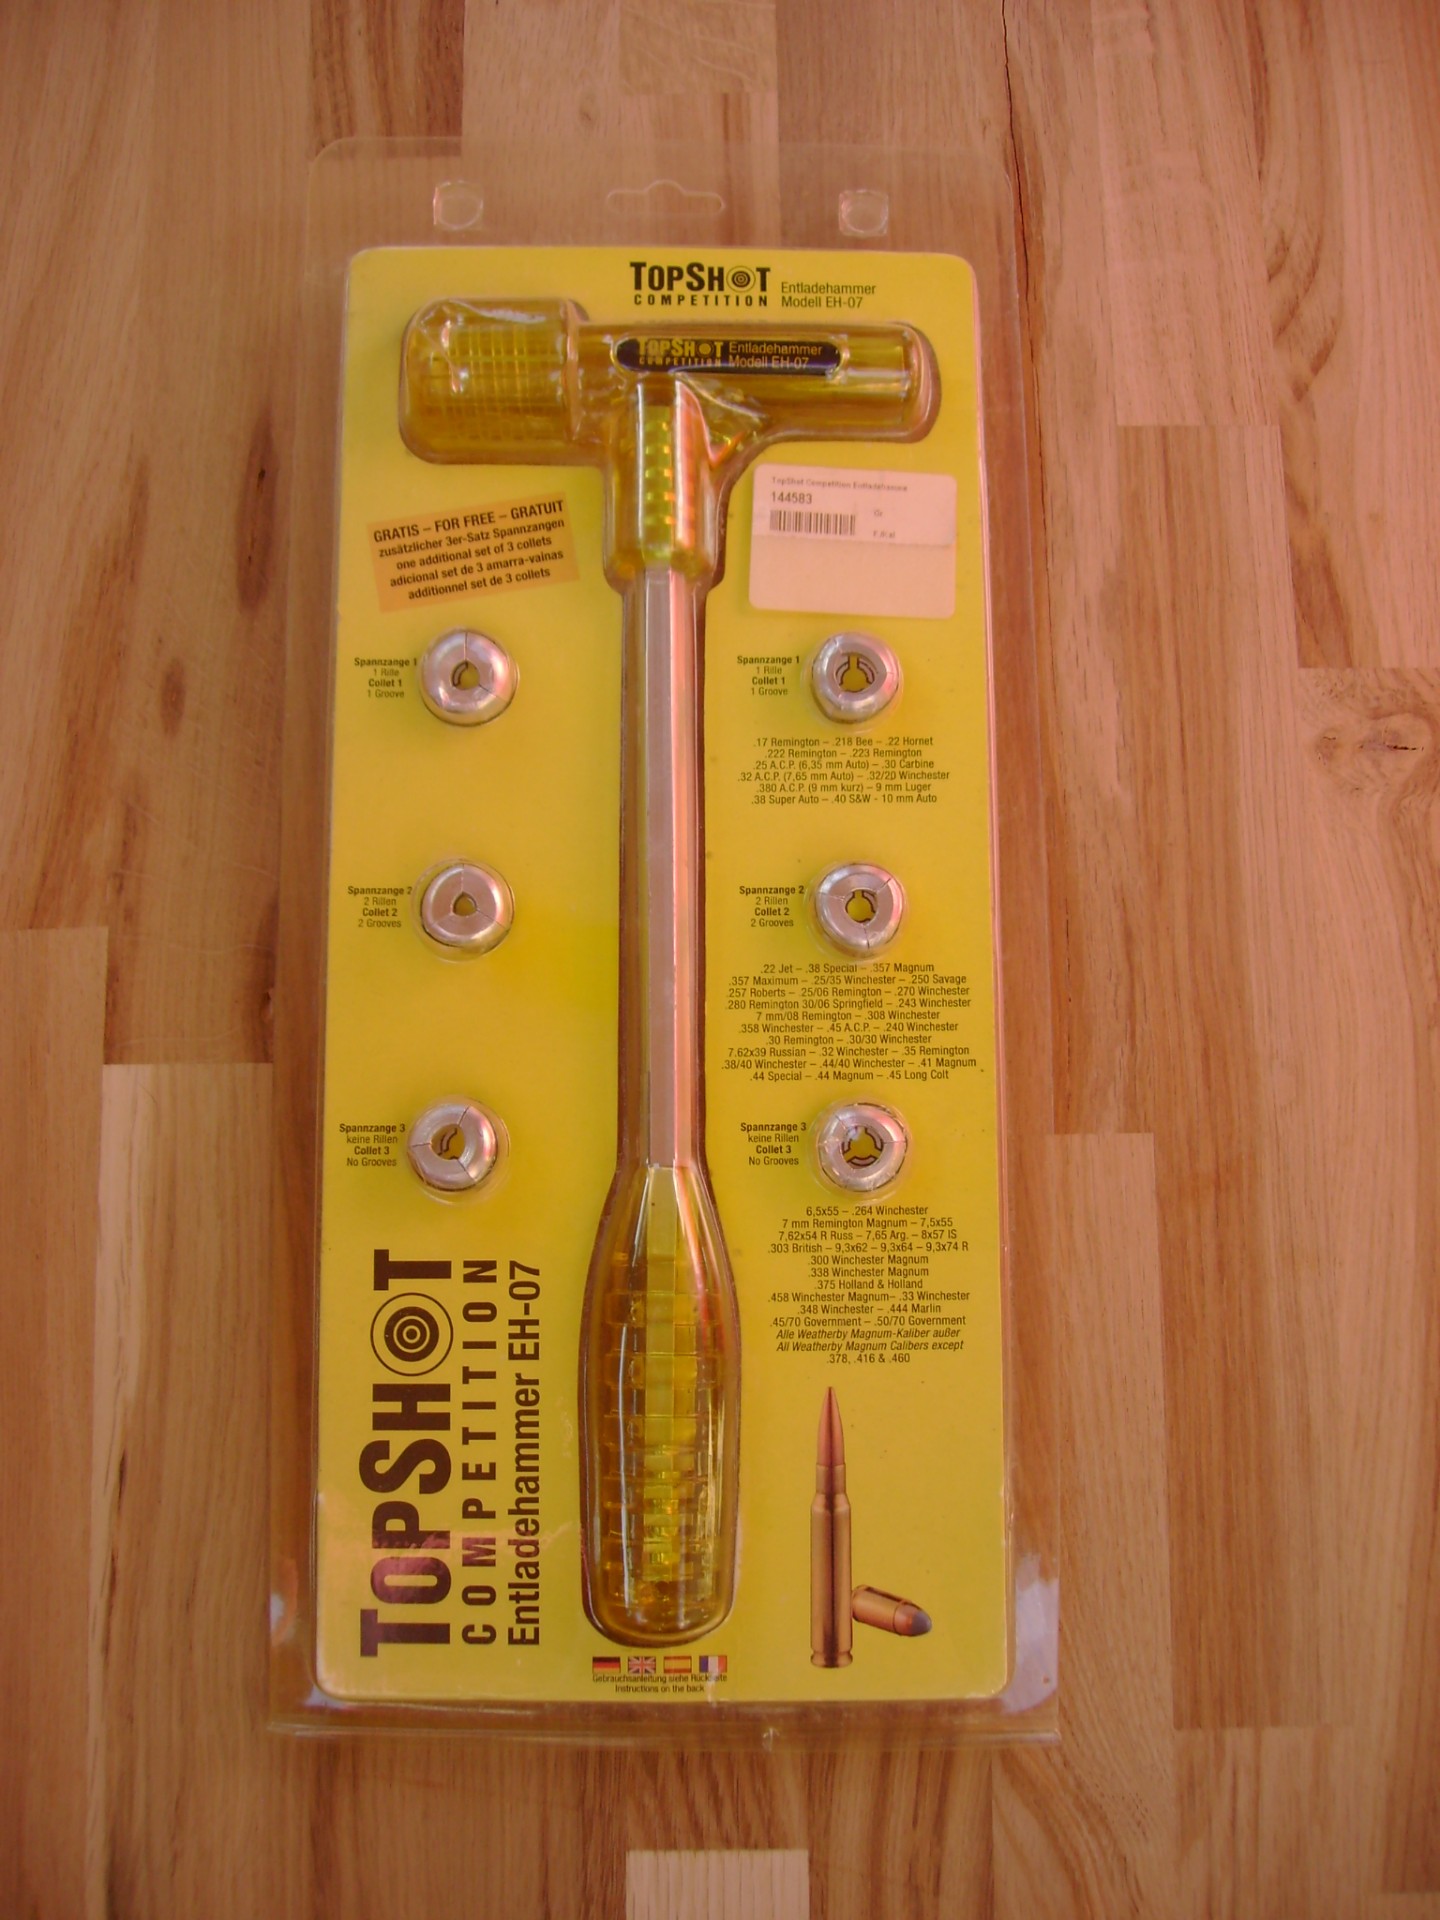 TOPSHOT
COMPETITION
Entladehammer
Modell EH-07
TOPSHOT
COMPETITION
Entladehammer
Modell EH-07
GRATIS – FOR FREE – GRATUIT
zusätzlicher 3er-Satz Spannzangen
one additional set of 3 collets
adicional set de 3 amarra-vainas
additionnel set de 3 collets
TopShot Competition Entladehamme
144583
Spannzange 1
1 Rille
Collet 1
1 Groove
Spannzange 1
1 Rille
Collet 1
1 Groove
.17 Remington – .218 Bee – .22 Hornet
.222 Remington – .223 Remington
.25 A.C.P. (6,35 mm Auto) – .30 Carbine
.32 A.C.P. (7,65 mm Auto) – .32/20 Winchester
.380 A.C.P. (9 mm kurz) – 9 mm Luger
.38 Super Auto – .40 S&W - 10 mm Auto
Spannzange 2
2 Rillen
Collet 2
2 Grooves
Spannzange 2
2 Rillen
Collet 2
2 Grooves
.22 Jet – .38 Special – .357 Magnum
.357 Maximum – .25/35 Winchester – .250 Savage
.257 Roberts – .25/06 Remington – .270 Winchester
.280 Remington 30/06 Springfield – .243 Winchester
7 mm/08 Remington – .308 Winchester
.358 Winchester – .45 A.C.P. – .240 Winchester
.30 Remington – .30/30 Winchester
7.62x39 Russian – .32 Winchester – .35 Remington
.38/40 Winchester – .44/40 Winchester – .41 Magnum
.44 Special – .44 Magnum – .45 Long Colt
Spannzange 3
keine Rillen
Collet 3
No Grooves
Spannzange 3
keine Rillen
Collet 3
No Grooves
6,5x55 – .264 Winchester
7 mm Remington Magnum – 7,5x55
7,62x54 R Russ – 7,65 Arg. – 8x57 IS
.303 British – 9,3x62 – 9,3x64 – 9,3x74 R
.300 Winchester Magnum
.338 Winchester Magnum
.375 Holland & Holland
.458 Winchester Magnum– .33 Winchester
.348 Winchester – .444 Marlin
.45/70 Government – .50/70 Government
Alle Weatherby Magnum-Kaliber außer
All Weatherby Magnum Calibers except
.378, .416 & .460
TOPSHOT
COMPETITION
Entladehammer EH-07
Gebrauchsanleitung siehe Rückseite
Instructions on the back